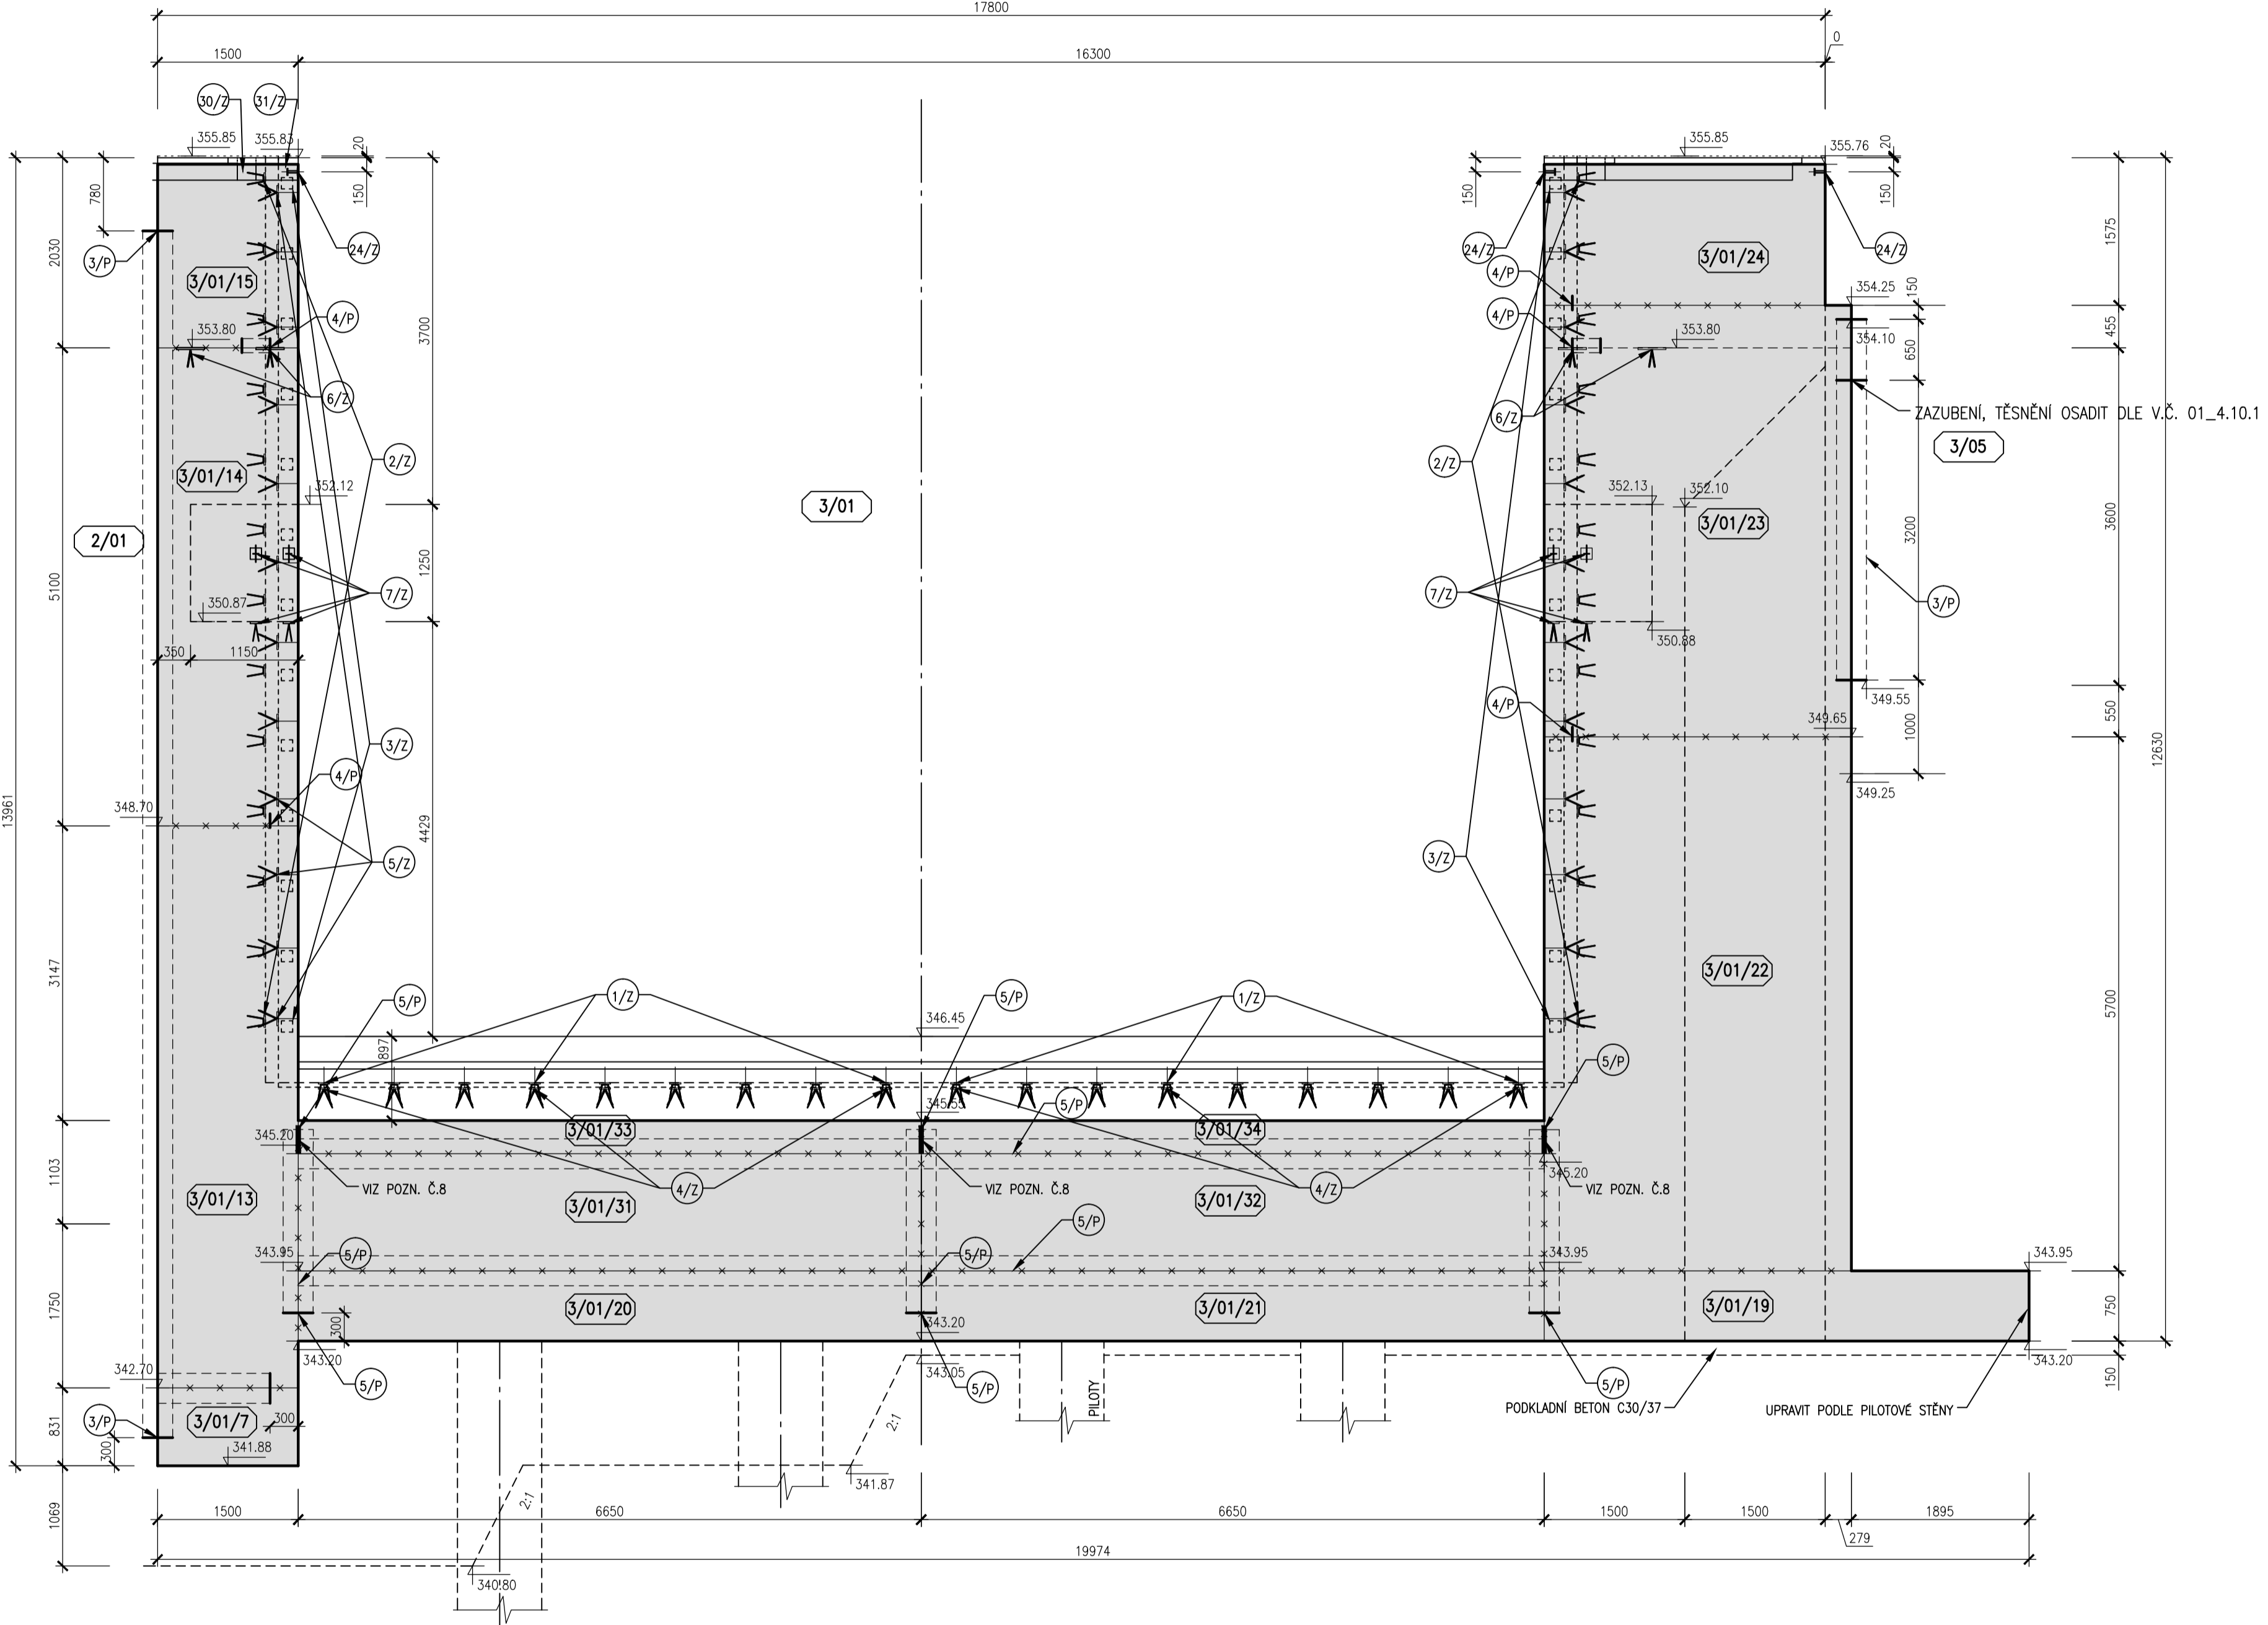 17800
1500
16300
0
30/Z
31/Z
355.85
355.83
20
150
355.85
355.76
20
150
150
780
2030
3/P
24/Z
24/Z
24/Z
3/01/15
3/01/24
1575
4/P
4/P
4/P
353.80
353.80
354.25
354.10
150
455
650
3700
6/Z
6/Z
ZAZUBENÍ, TĚSNĚNÍ OSADIT DLE V.Č. 01_4.10.1
3/05
2/Z
2/Z
3/01/14
352.12
3/01
352.13
352.10
3/01/23
2/01
3200
3600
1250
5100
7/Z
7/Z
3/P
350.87
350.88
350
1150
349.55
4/P
349.65
550
1000
3/Z
4/P
349.25
12630
13961
348.70
4429
5/Z
3/Z
3147
3/01/22
5700
5/P
1/Z
5/P
1/Z
346.45
897
5/P
345.55
5/P
3/01/33
3/01/34
345.20
345.20
1103
VIZ POZN. Č.8
VIZ POZN. Č.8
VIZ POZN. Č.8
4/Z
4/Z
3/01/13
3/01/31
3/01/32
5/P
343.95
5/P
5/P
343.95
343.95
1750
3/01/20
3/01/21
3/01/19
300
343.20
750
343.20
343.05
343.20
342.70
5/P
5/P
5/P
150
PILOTY
PODKLADNÍ BETON C30/37
UPRAVIT PODLE PILOTOVÉ STĚNY
3/P
3/01/7
300
831
300
341.88
2:1
341.87
2:1
1069
1500
6650
6650
1500
1500
1895
279
19974
340.80